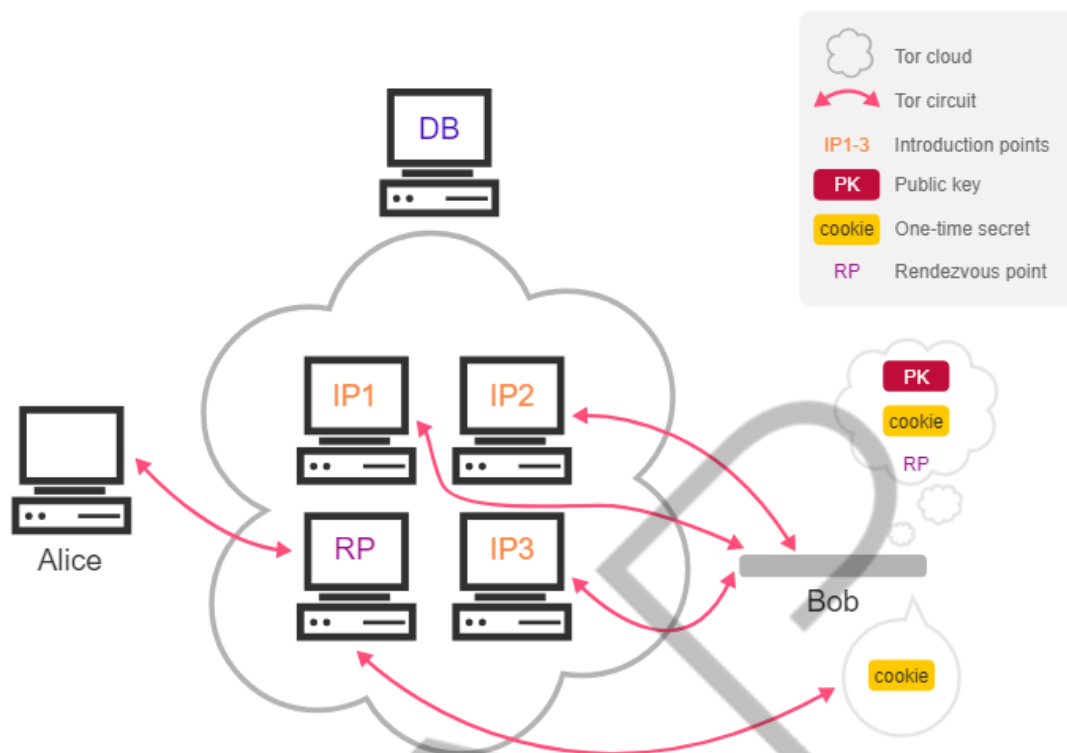 Tor cloud
Tor circuit
IP1-3 Introduction points
PK Public key
cookie One-time secret
RP Rendezvous point
DB
IP1 IP2
RP IP3
Alice
PK
cookie
RP
Bob
cookie